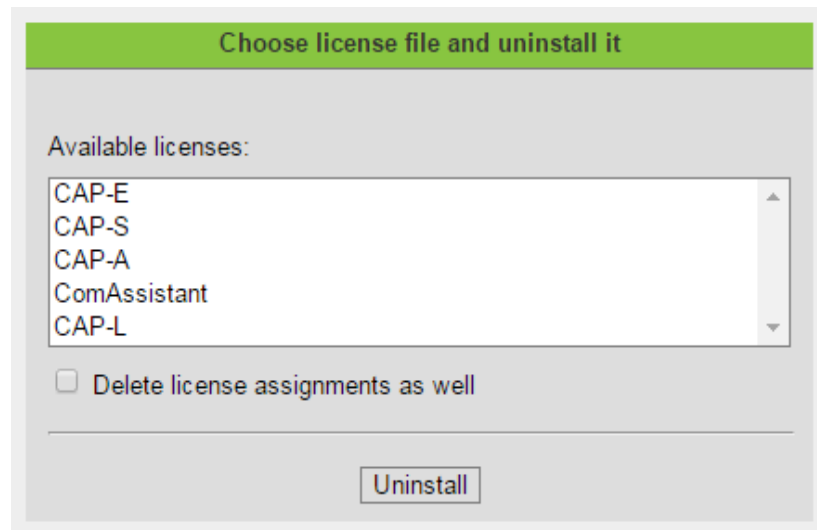 Choose license file and uninstall it
Available licenses:
CAP-E
CAP-S
CAP-A
ComAssistant
CAP-L
Delete license assignments as well
Uninstall